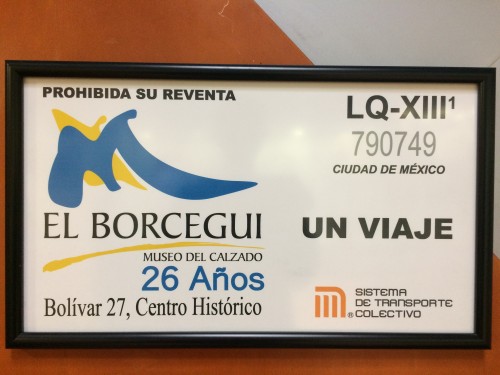 PROHIBIDA SU REVENTA
EL BORCEGUI
MUSEO DEL CALZADO
26 Años
Bolívar 27, Centro Histórico
LQ-XIII¹
790749
CIUDAD DE MÉXICO
UN VIAJE
SISTEMA
DE TRANSPORTE
COLECTIVO
®